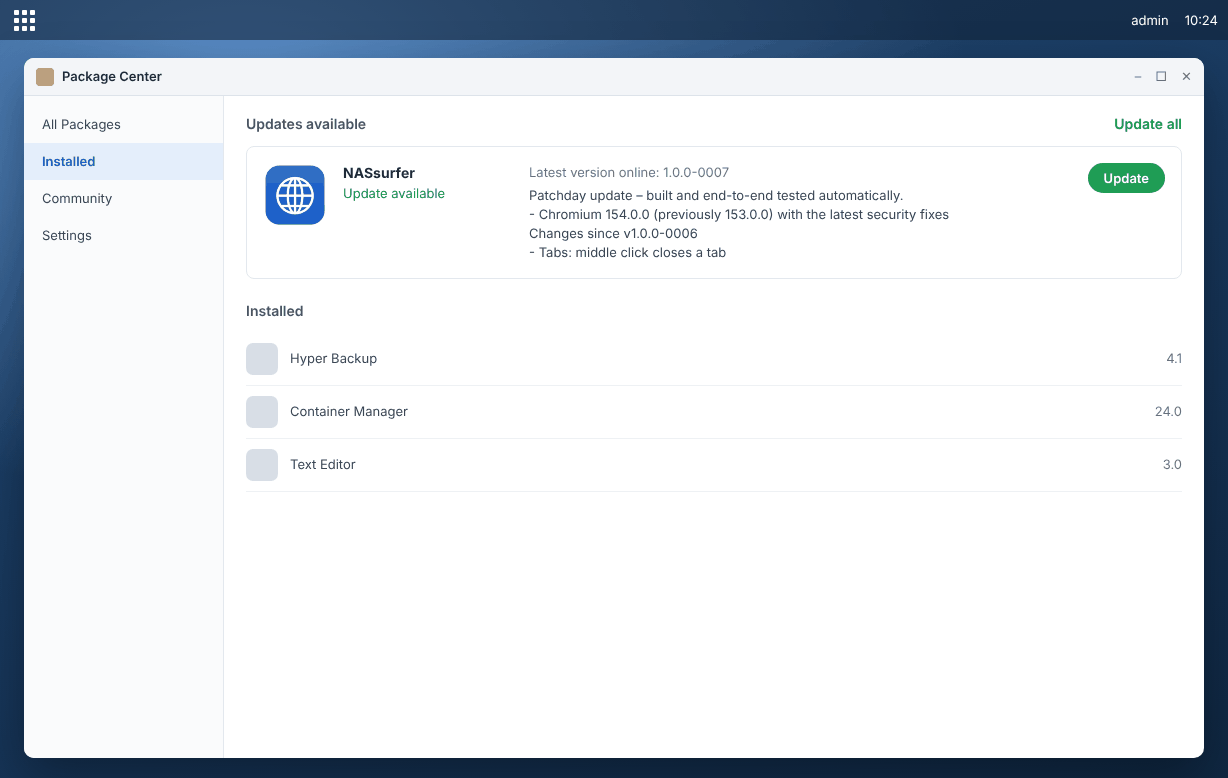 admin 10:24
Package Center
All Packages
Installed
Community
Settings
Updates available
Update all
NASsurfer
Update available
Latest version online: 1.0.0-0007
Patchday update – built and end-to-end tested automatically.
- Chromium 154.0.0 (previously 153.0.0) with the latest security fixes
Changes since v1.0.0-0006
- Tabs: middle click closes a tab
Update
Installed
Hyper Backup 4.1
Container Manager 24.0
Text Editor 3.0